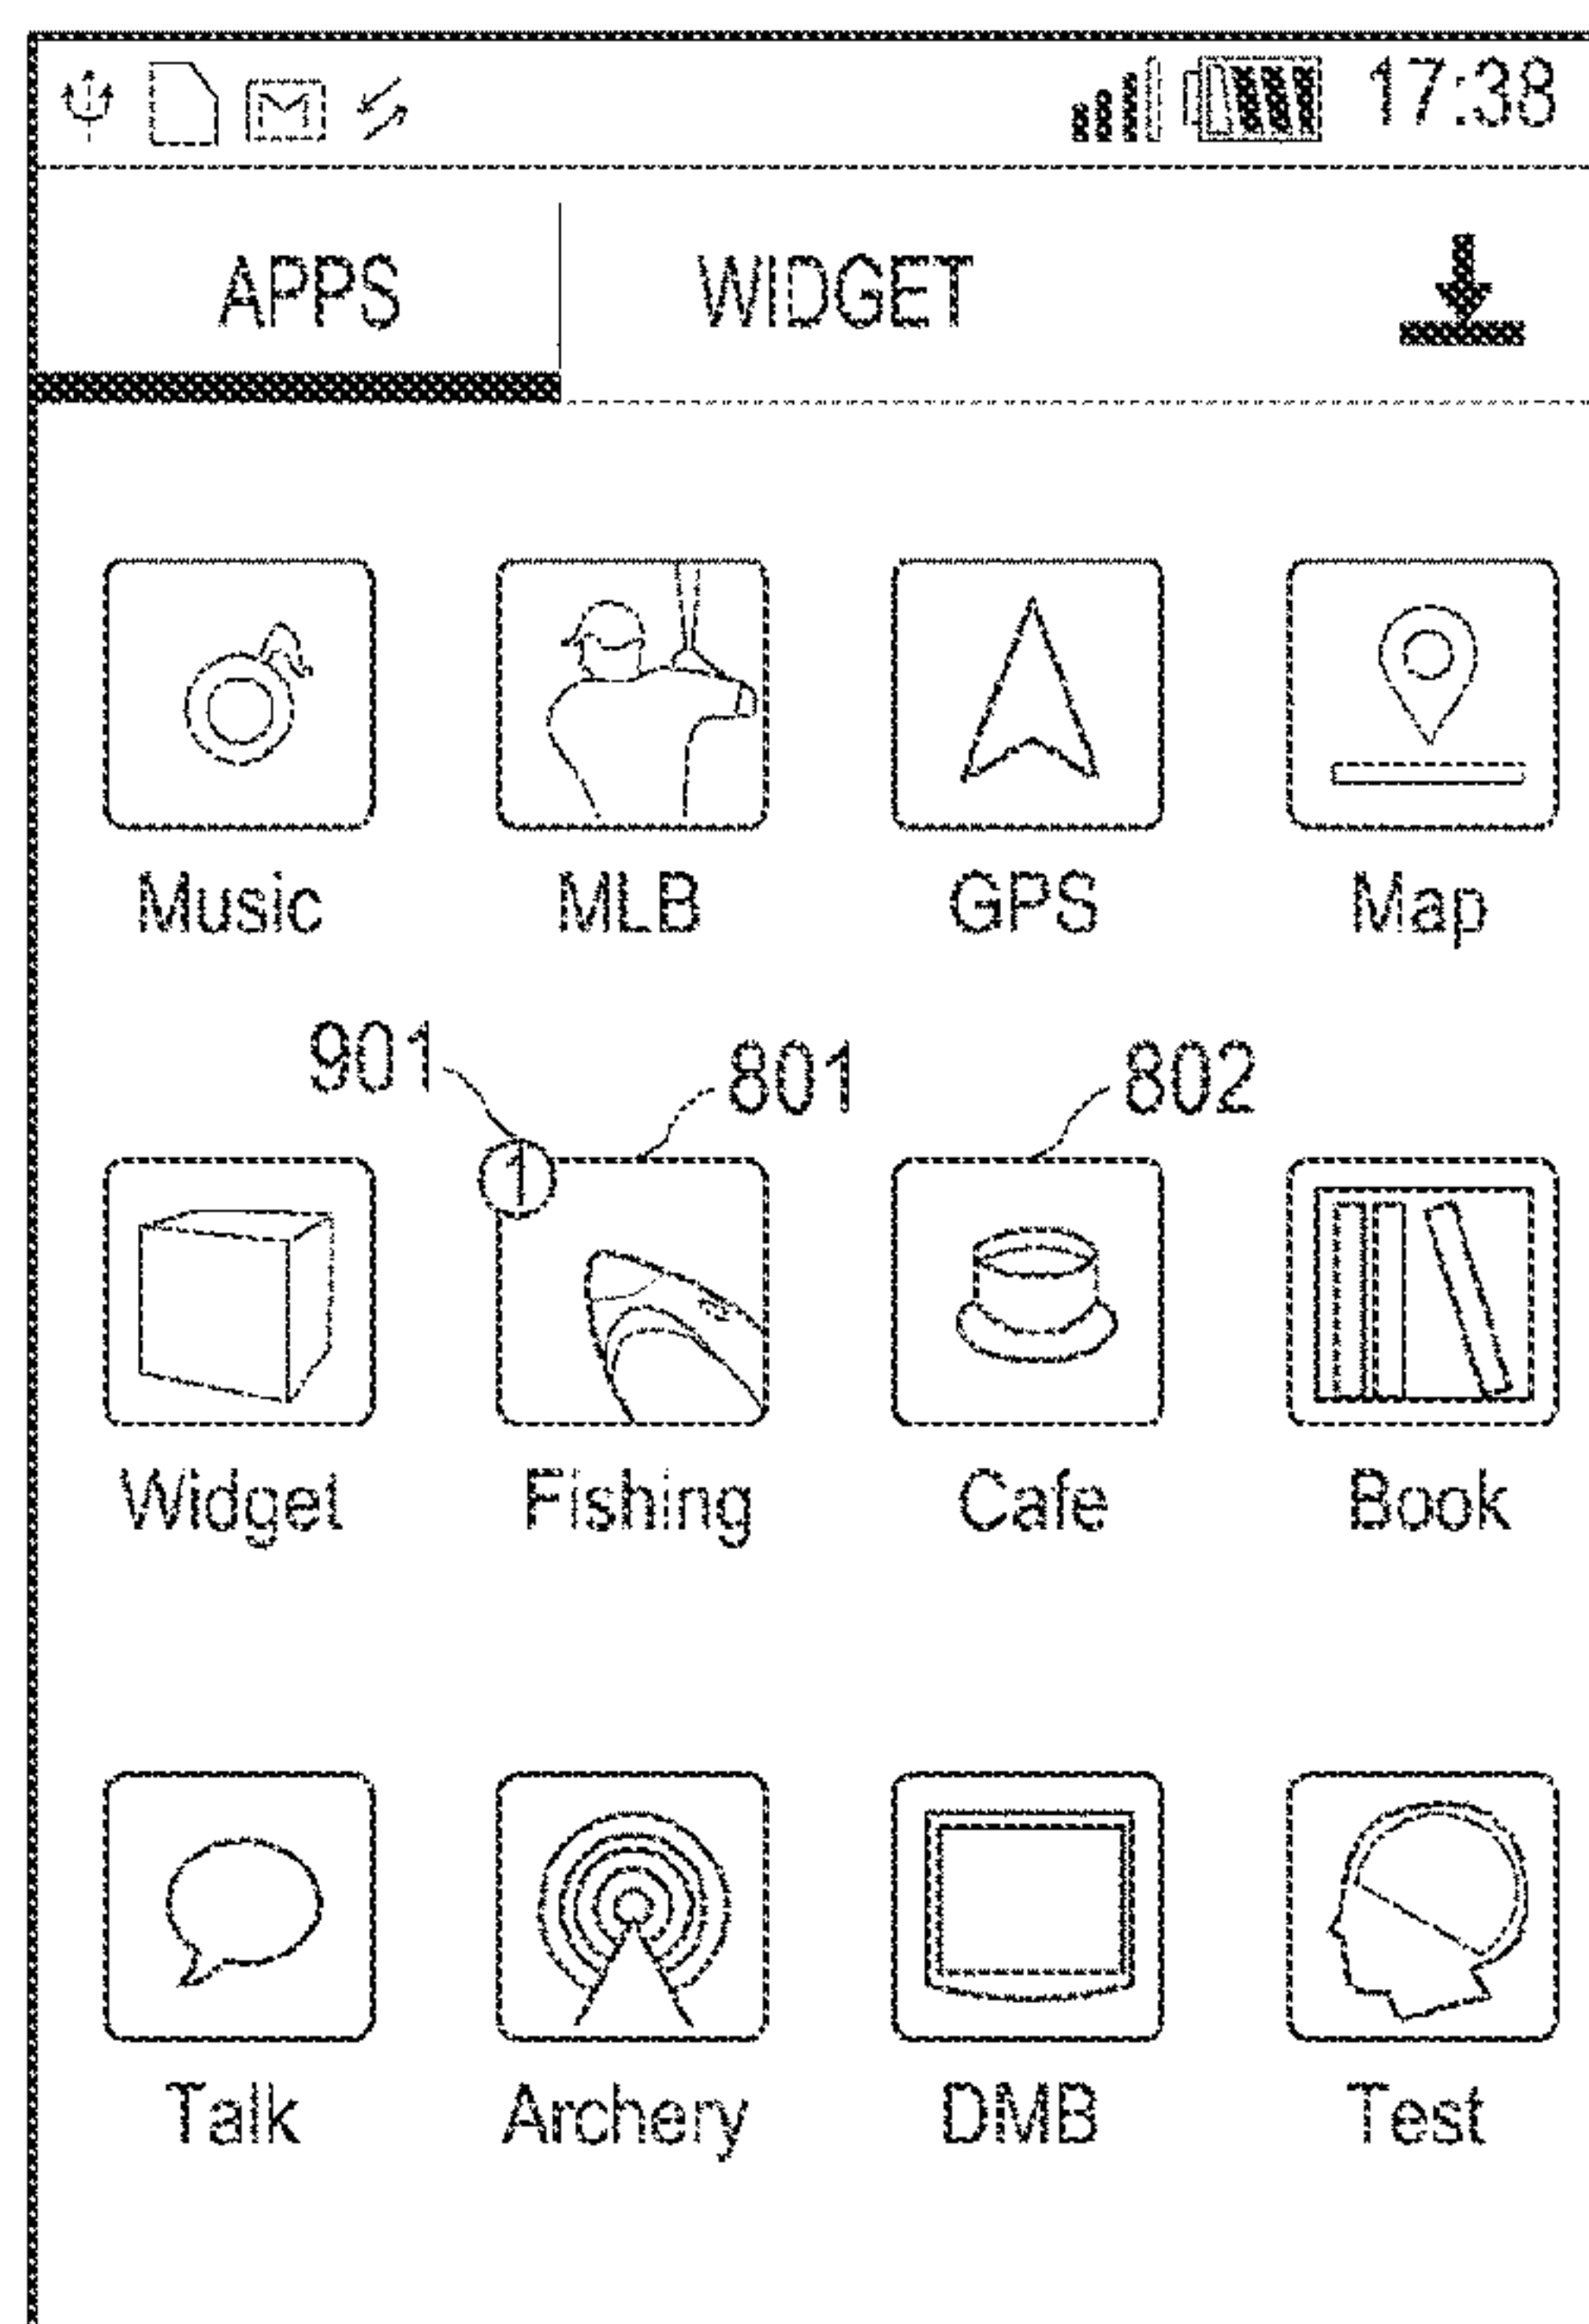 17:38
APPS WIDGET
Music MLB GPS Map
901 801 802
1
Widget Fishing Cafe Book
Talk Archery DMB Test